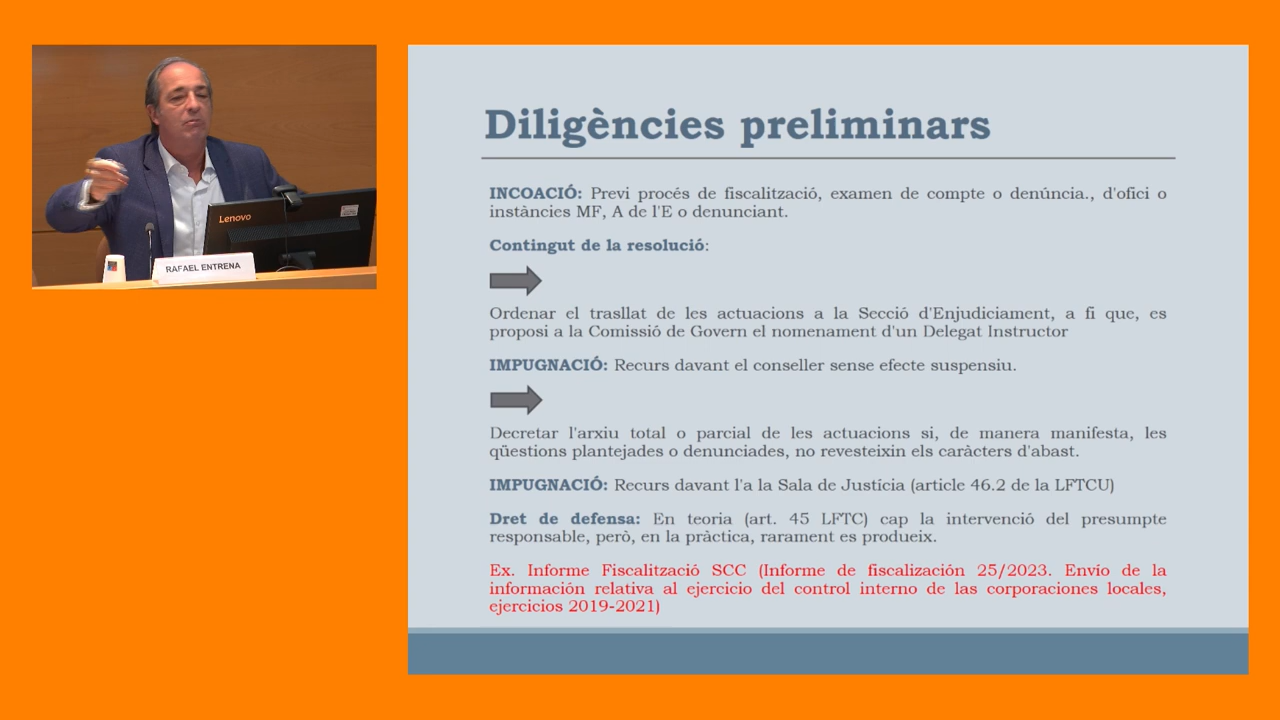 Lenovo
RAFAEL ENTRENA
Diligències preliminars
INCOACIÓ: Previ procés de fiscalització, examen de compte o denúncia., d'ofici o
instàncies MF, A de l'E o denunciant.
Contingut de la resolució:
Ordenar el trasllat de les actuacions a la Secció d'Enjudiciament, a fi que, es
proposi a la Comissió de Govern el nomenament d'un Delegat Instructor
IMPUGNACIÓ: Recurs davant el conseller sense efecte suspensiu.
Decretar l'arxiu total o parcial de les actuacions si, de manera manifesta, les
qüestions plantejades o denunciades, no revesteixin els caràcters d'abast.
IMPUGNACIÓ: Recurs davant l'a la Sala de Justícia (article 46.2 de la LFTCU)
Dret de defensa: En teoria (art. 45 LFTC) cap la intervenció del presumpte
responsable, però, en la pràctica, rarament es produeix.
Ex. Informe Fiscalització SCC (Informe de fiscalización 25/2023. Envío de la
información relativa al ejercicio del control interno de las corporaciones locales,
ejercicios 2019-2021)